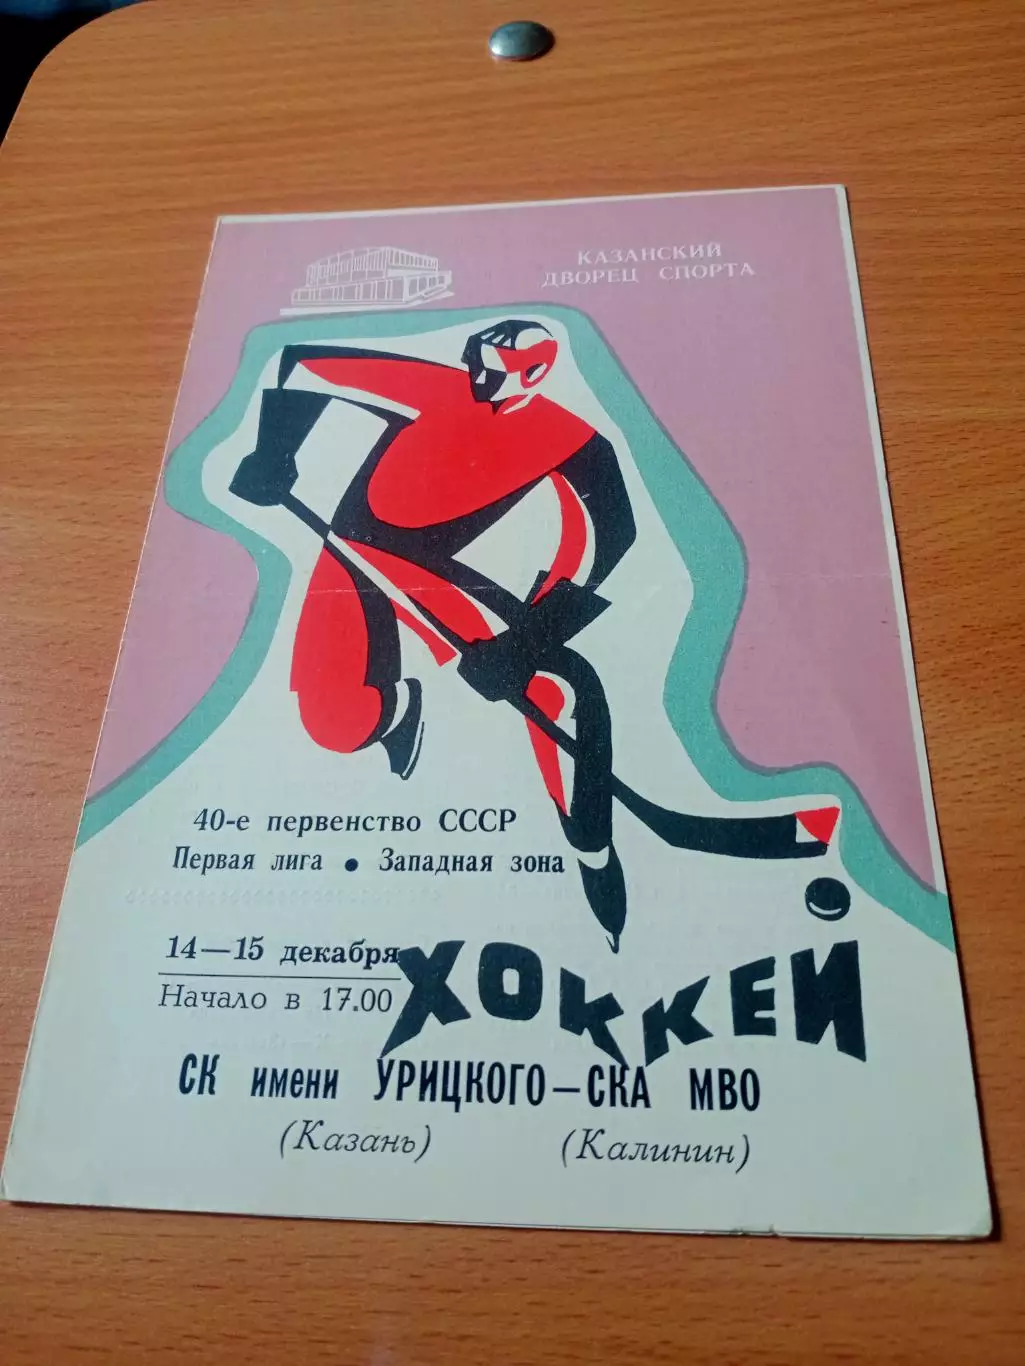 КАЗАНСКИЙ
ДВОРЕЦ СПОРТА
40-е первенство СССР
Первая лига • Западная зона
14—15 декабря
Начало в 17.00
ХОККЕЙ
СК имени УРИЦКОГО—СКА МВО
(Казань) (Калинин)